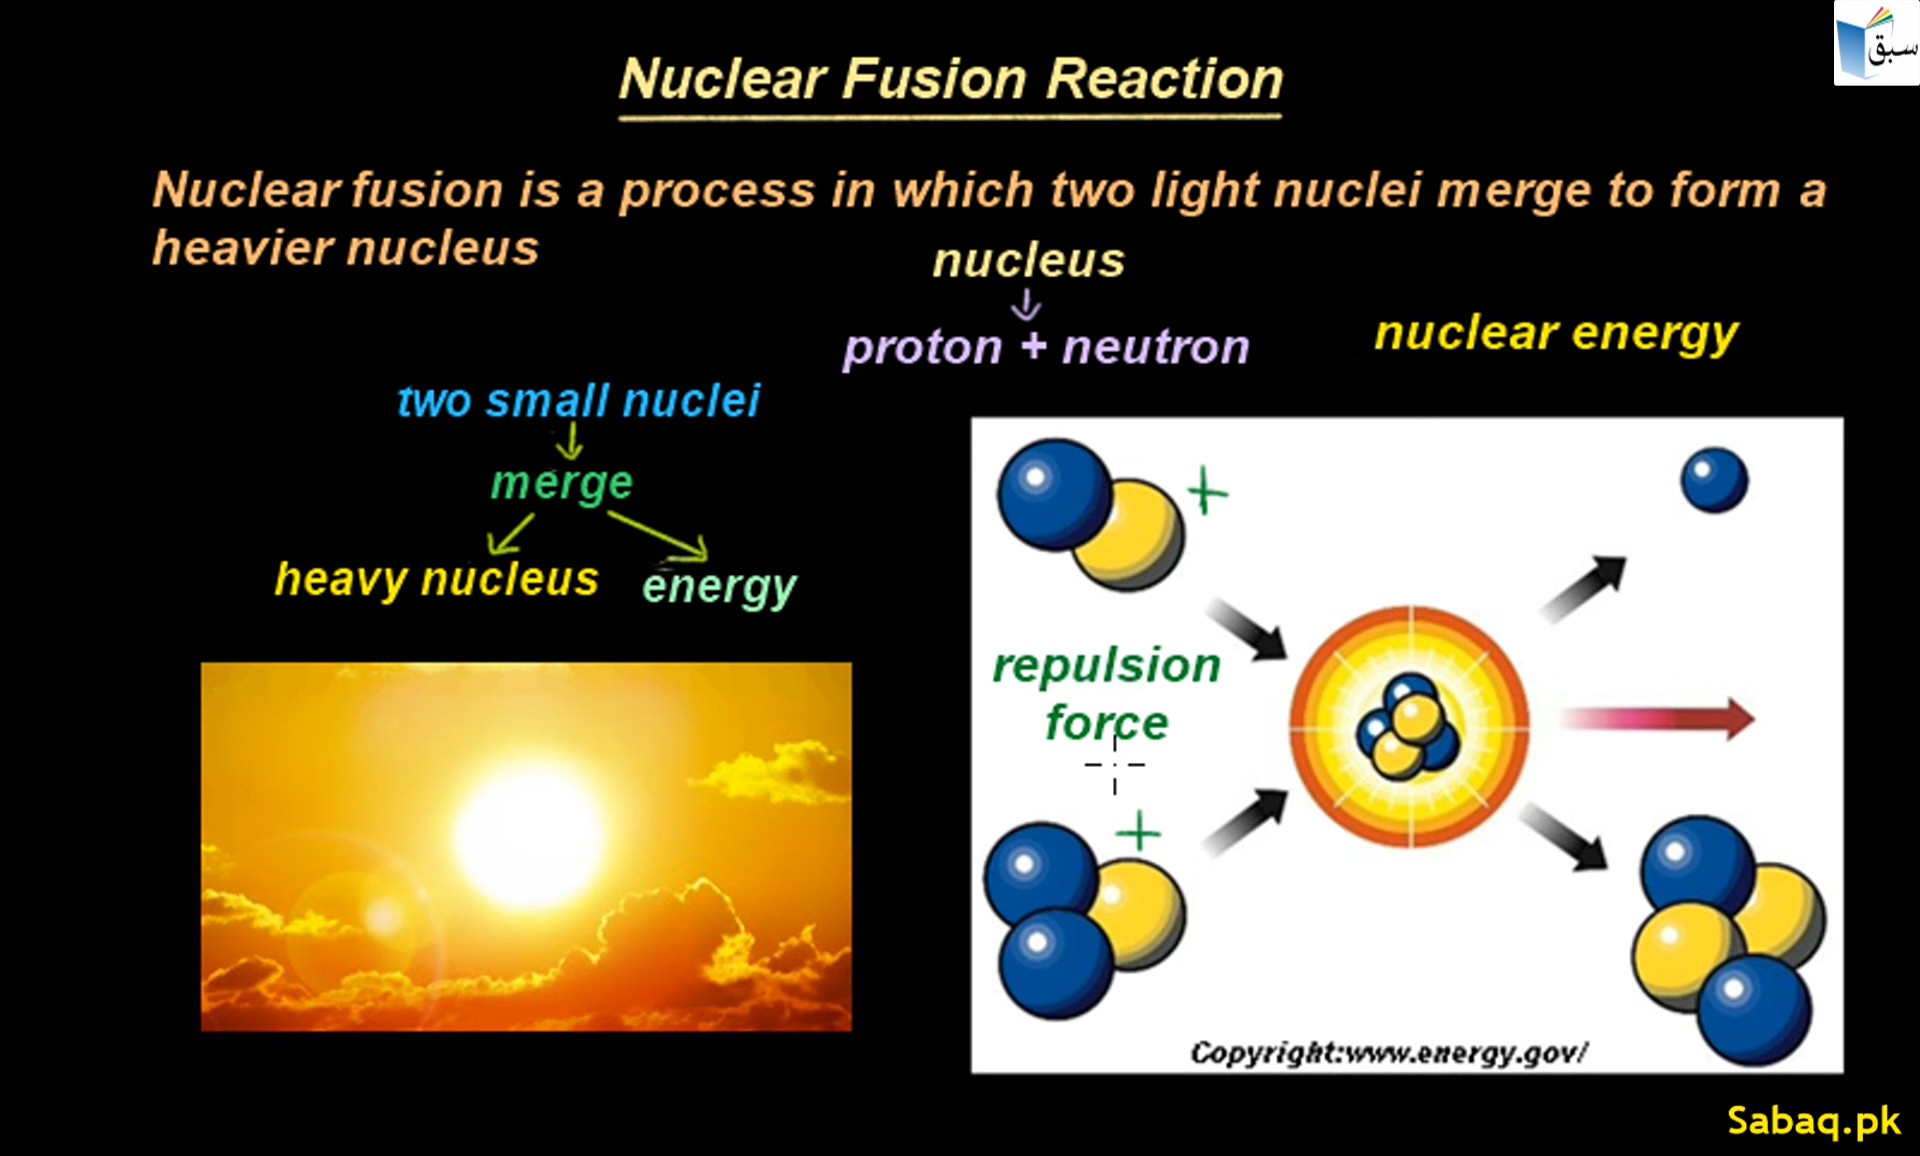 سبق
Nuclear Fusion Reaction
Nuclear fusion is a process in which two light nuclei merge to form a
heavier nucleus
nucleus
proton + neutron
nuclear energy
two small nuclei
merge
heavy nucleus
energy
+
repulsion
force
+
Copyright:www.energy.gov/
Sabaq.pk